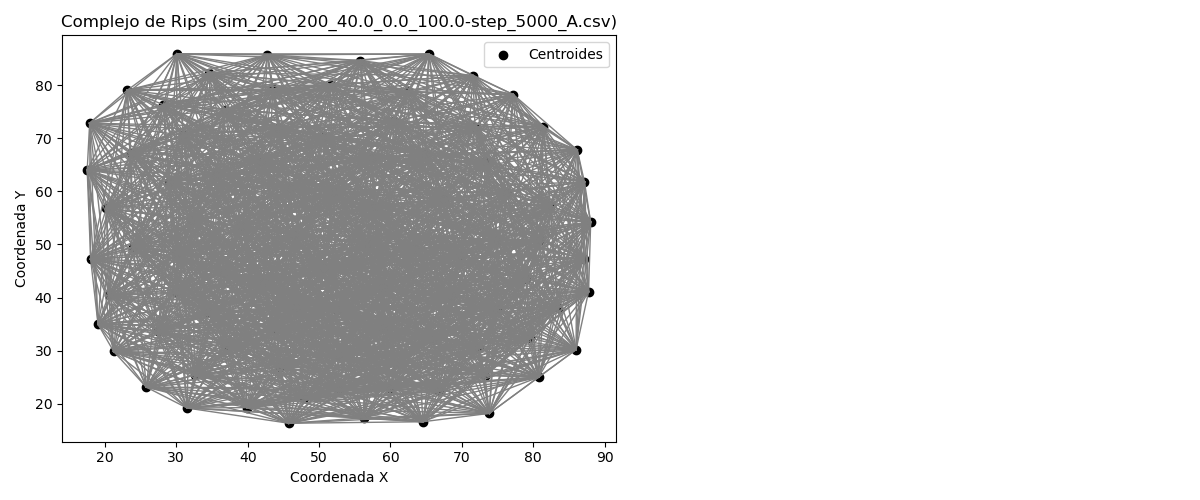 Complejo de Rips (sim_200_200_40.0_0.0_100.0-step_5000_A.csv)
Centroides
80
70
60
50
40
30
20
Coordenada Y
20 30 40 50 60 70 80 90
Coordenada X